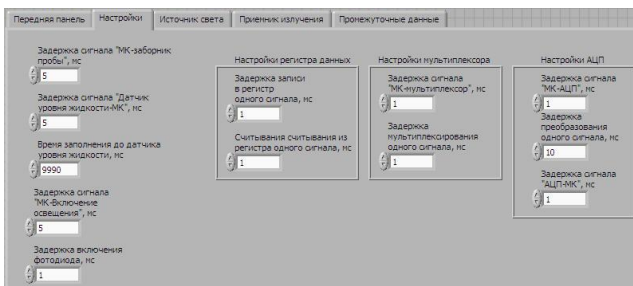 Передняя панель
Настройки
Источник света
Приемник излучения
Промежуточные данные
Задержка сигнала "МК-заборник
пробы", мс
5
Задержка сигнала "Датчик
уровня жидкости-МК", мс
5
Время заполнения до датчика
уровня жидкости, мс
9990
Задержка сигнала
"МК-Включение
освещения", мс
5
Задержка включения
фотодиода, мс
1
Настройки регистра данных
Задержка записи
в регистр
одного сигнала, мс
1
Считывания считывания из
регистра одного сигнала, мс
1
Настройки мультиплексора
Задержка сигнала
"МК-мультиплексор", мс
1
Задержка
мультиплексирования
одного сигнала, мс
1
Настройки АЦП
Задержка сигнала
"МК-АЦП", мс
1
Задержка
преобразования
одного сигнала, мс
10
Задержка сигнала
"АЦП-МК", мс
1